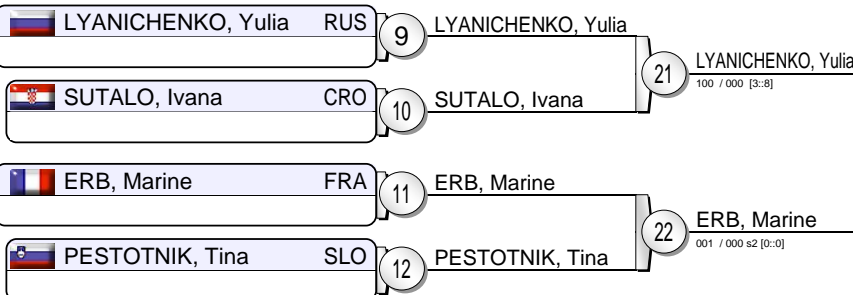 LYANICHENKO, Yulia RUS
9
LYANICHENKO, Yulia
21
LYANICHENKO, Yulia
100 / 000 [3::8]
SUTALO, Ivana CRO
10
SUTALO, Ivana
ERB, Marine FRA
11
ERB, Marine
22
ERB, Marine
001 / 000 s2 [0::0]
PESTOTNIK, Tina SLO
12
PESTOTNIK, Tina